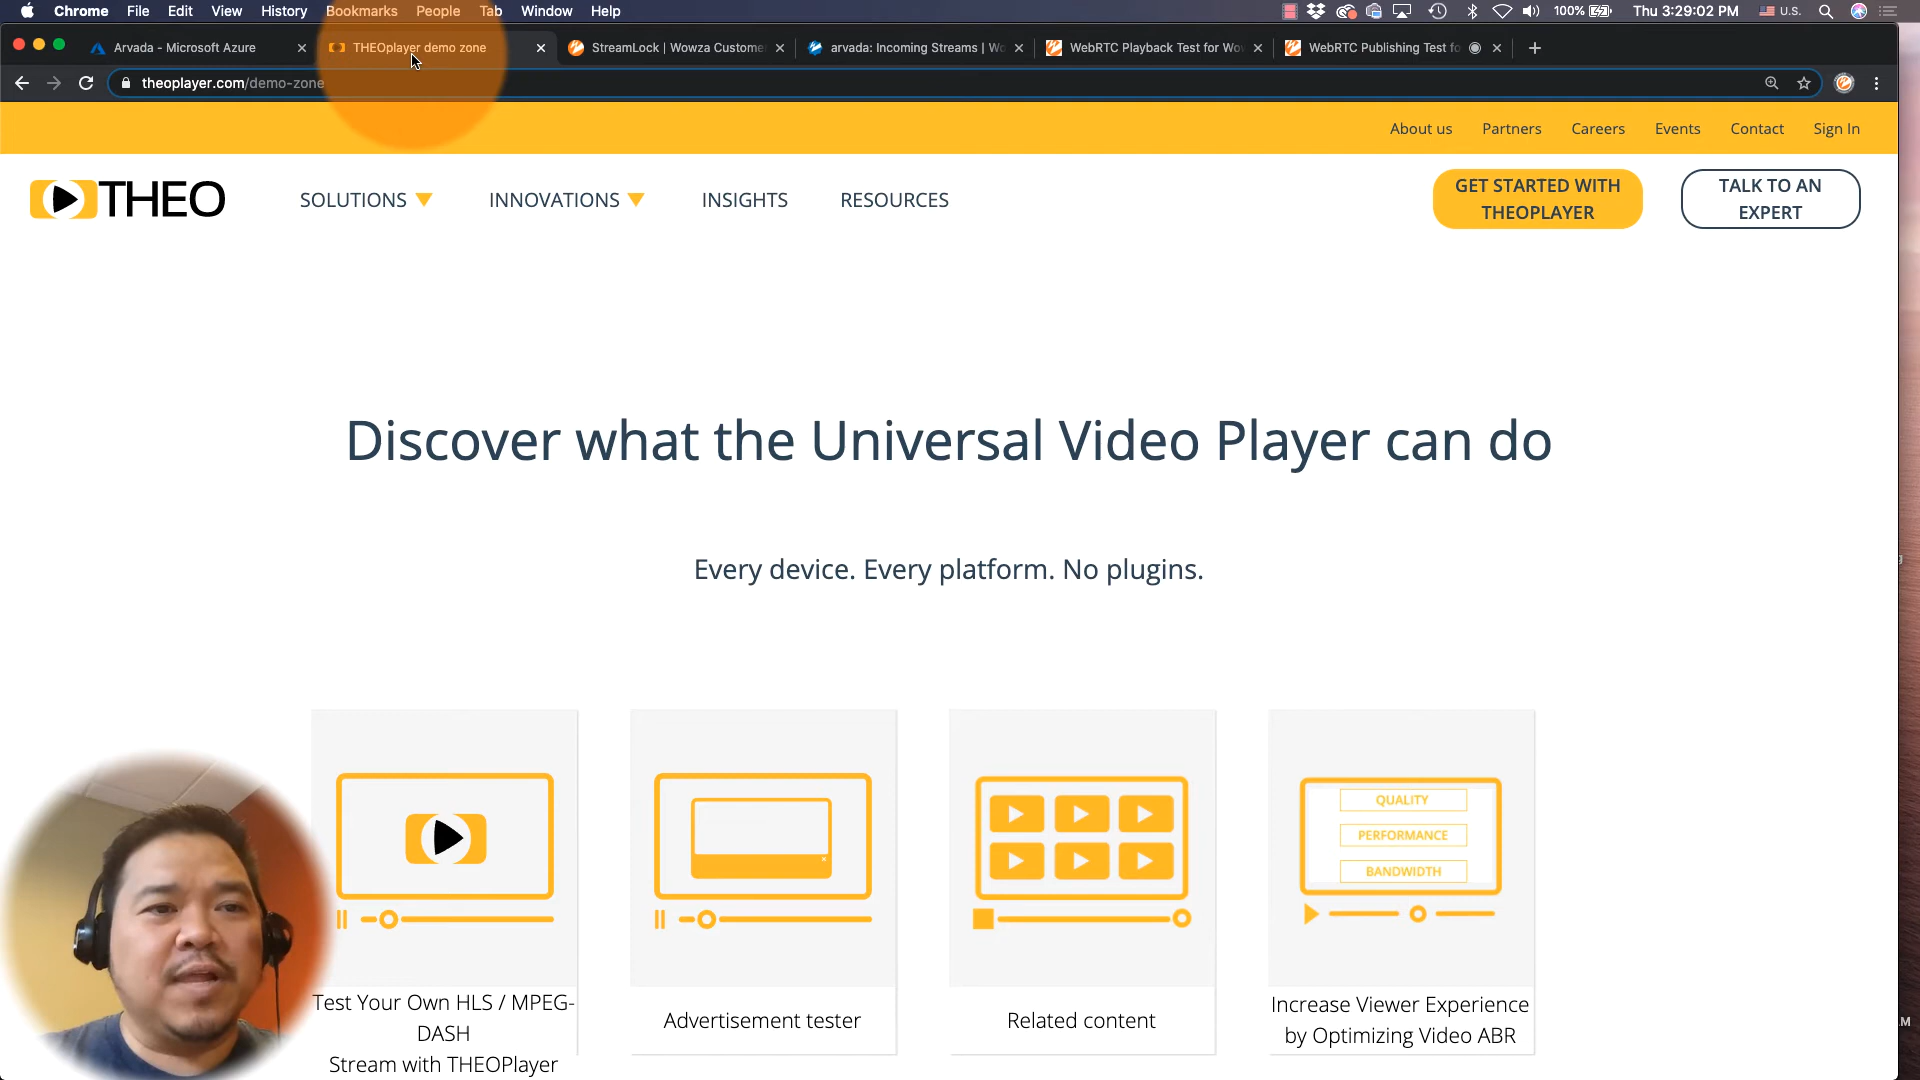 Chrome File Edit View History Bookmarks People Tab Window Help
100% Thu 3:29:02 PM U.S.
Arvada - Microsoft Azure
THEOplayer demo zone
StreamLock | Wowza Custome
arvada: Incoming Streams | Wo
WebRTC Playback Test for Wo
WebRTC Publishing Test fo
theoplayer.com/demo-zone
About us Partners Careers Events Contact Sign In
THEO
SOLUTIONS INNOVATIONS INSIGHTS RESOURCES
GET STARTED WITH
THEOPLAYER
TALK TO AN
EXPERT
Discover what the Universal Video Player can do
Every device. Every platform. No plugins.
QUALITY
PERFORMANCE
BANDWIDTH
Test Your Own HLS / MPEG-
DASH
Stream with THEOPlayer
Advertisement tester
Related content
Increase Viewer Experience
by Optimizing Video ABR